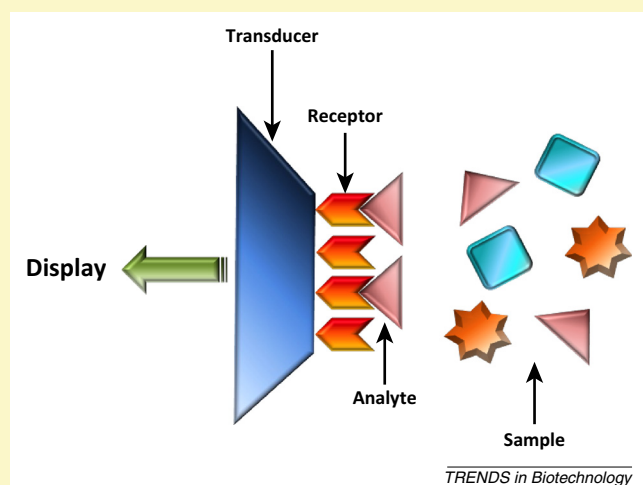 Transducer
Receptor
Display
Analyte
Sample
TRENDS in Biotechnology